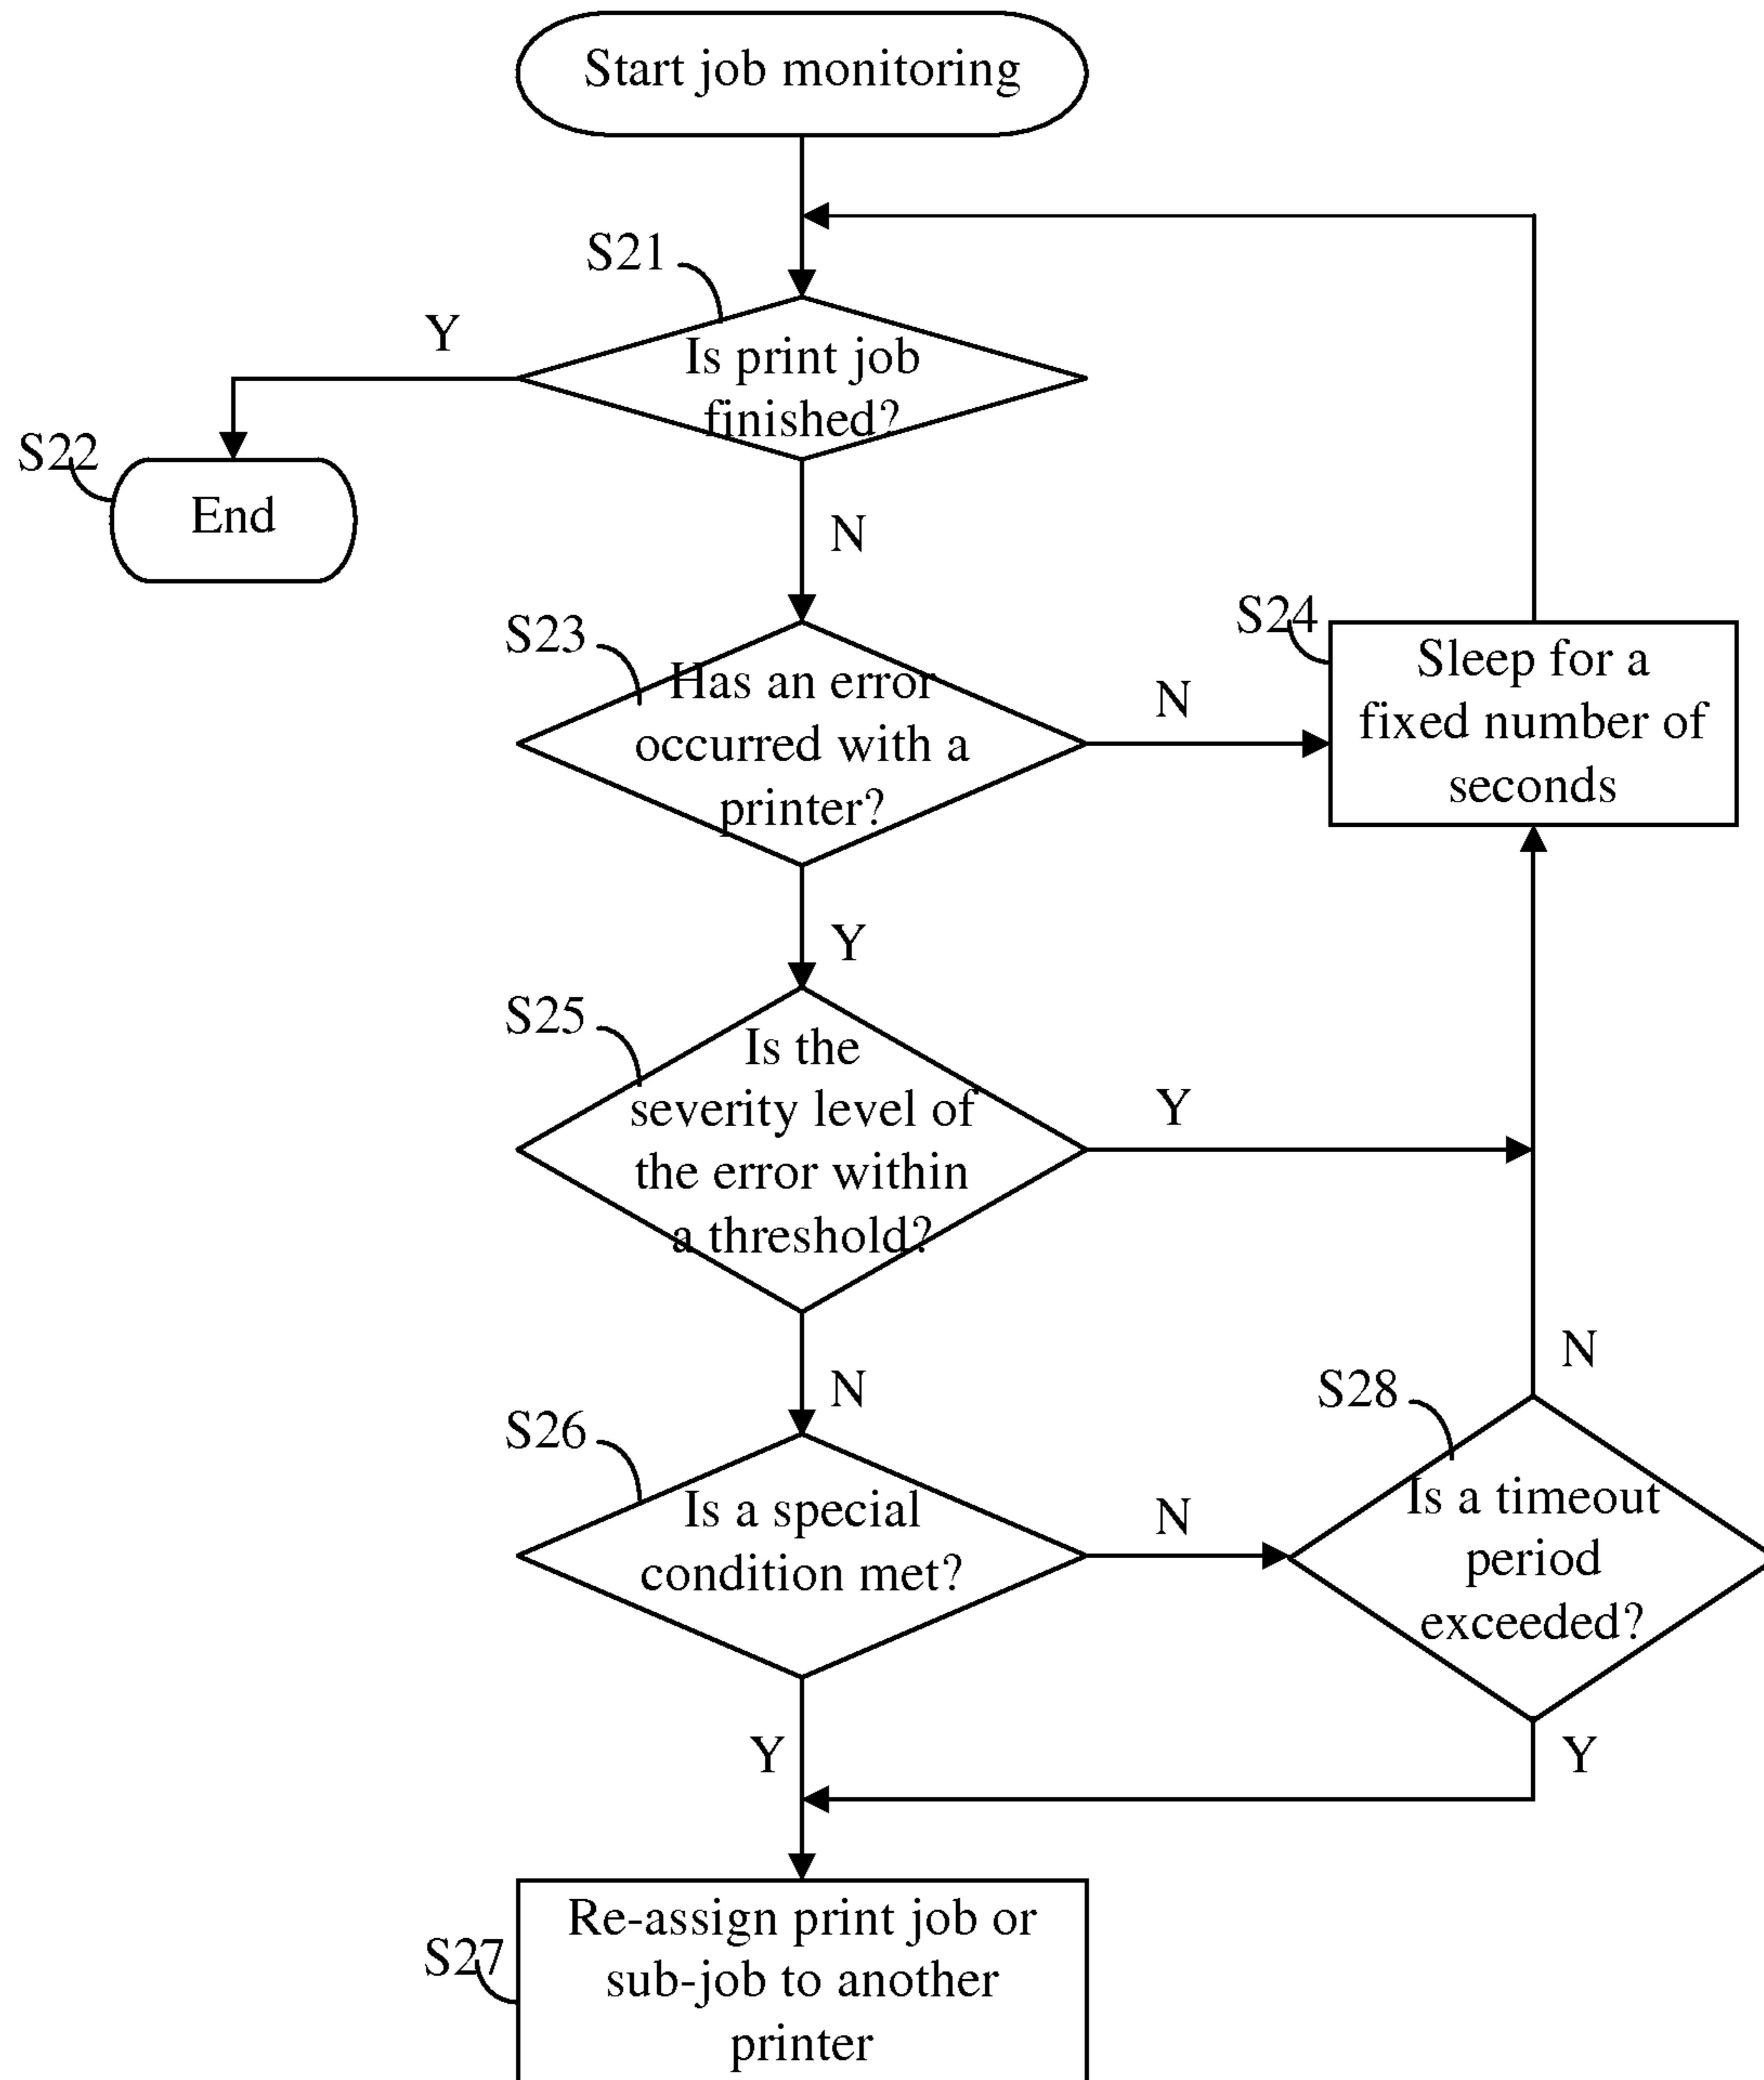 Start job monitoring
S21
Y
Is print job
finished?
S22
End
N
S23
Has an error
occurred with a
printer?
N
S24
Sleep for a
fixed number of
seconds
Y
S25
Is the
severity level of
the error within
a threshold?
Y
N
S26
Is a special
condition met?
N
S28
N
Is a timeout
period
exceeded?
Y
Y
S27
Re-assign print job or
sub-job to another
printer